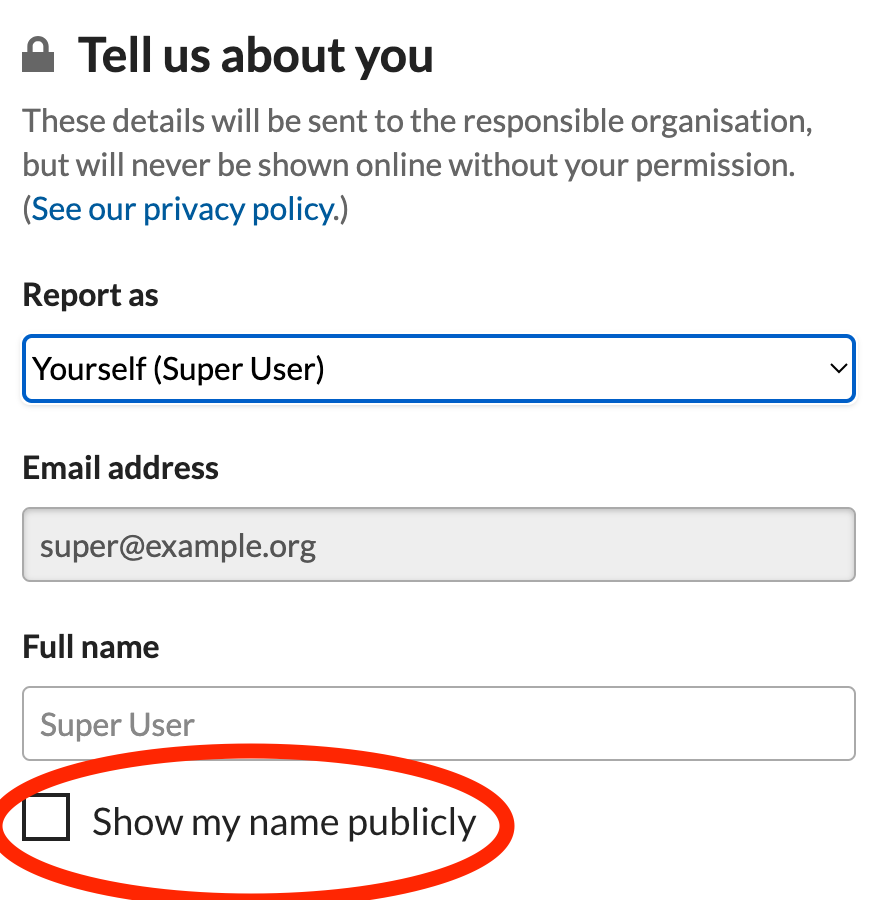 Tell us about you
These details will be sent to the responsible organisation,
but will never be shown online without your permission.
(See our privacy policy.)
Report as
Yourself (Super User)
Email address
super@example.org
Full name
Super User
Show my name publicly